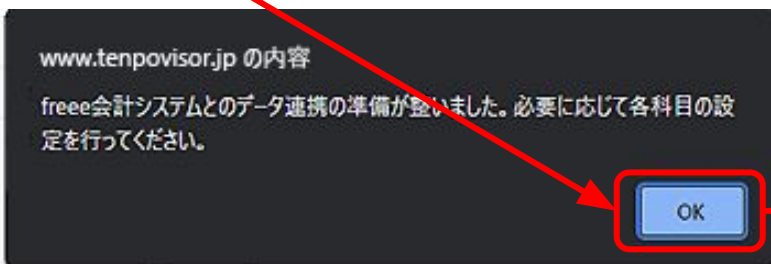 www.tenpovisor.jp の内容
freee会計システムとのデータ連携の準備が整いました。必要に応じて各科目の設
定を行ってください。
OK